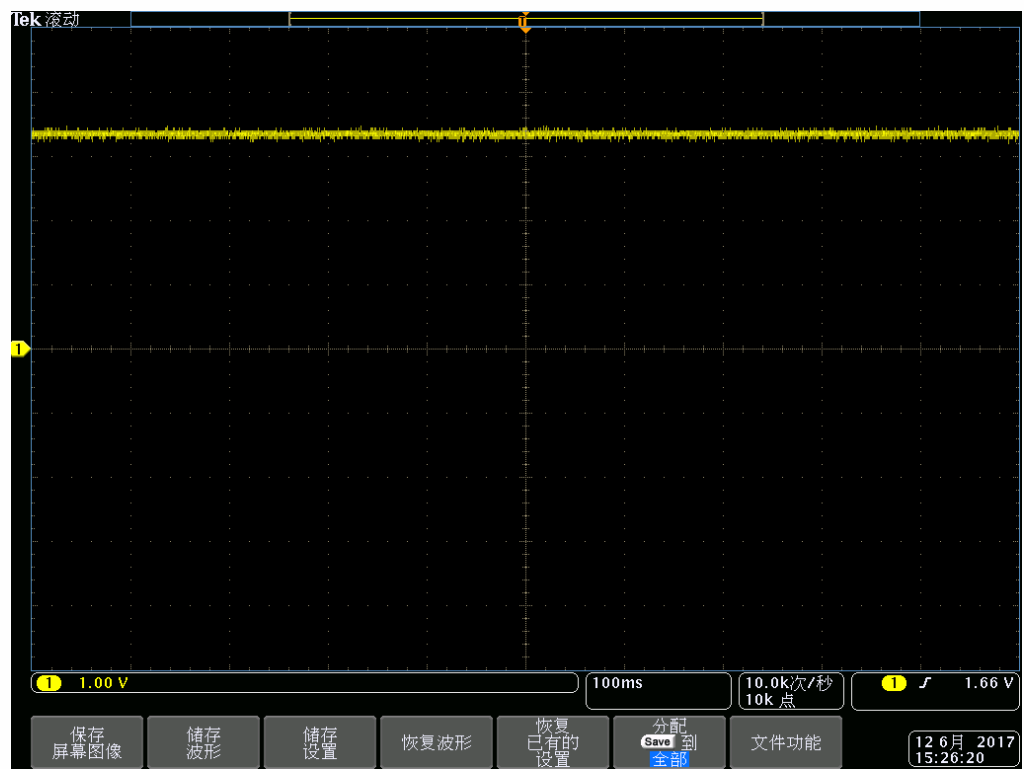 Tek 滚动
T
1
1 1.00 V
100ms
10.0k次/秒
10k 点
1 1.66 V
保存
屏幕图像
储存
波形
储存
设置
恢复波形
恢复
已有的
设置
分配
Save 到
全部
文件功能
12 6月 2017
15:26:20